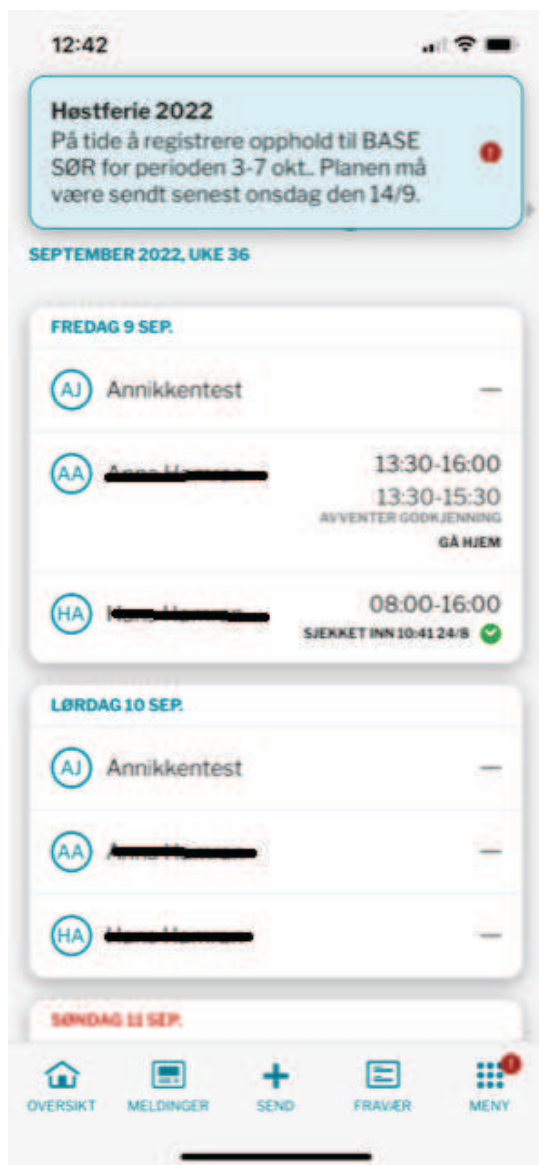 12:42
Høstferie 2022
På tide å registrere opphold til BASE
SØR for perioden 3-7 okt.. Planen må
være sendt senest onsdag den 14/9.
SEPTEMBER 2022, UKE 36
FREDAG 9 SEP.
AJ Annikkentest —
AA 13:30-16:00
13:30-15:30
AVVENTER GODKJENNING
GÅ HJEM
HA 08:00-16:00
SJEKKET INN 10:41 24/8
LØRDAG 10 SEP.
AJ Annikkentest —
AA —
HA —
SØNDAG 11 SEP.
OVERSIKT MELDINGER SEND FRAVÆR MENY